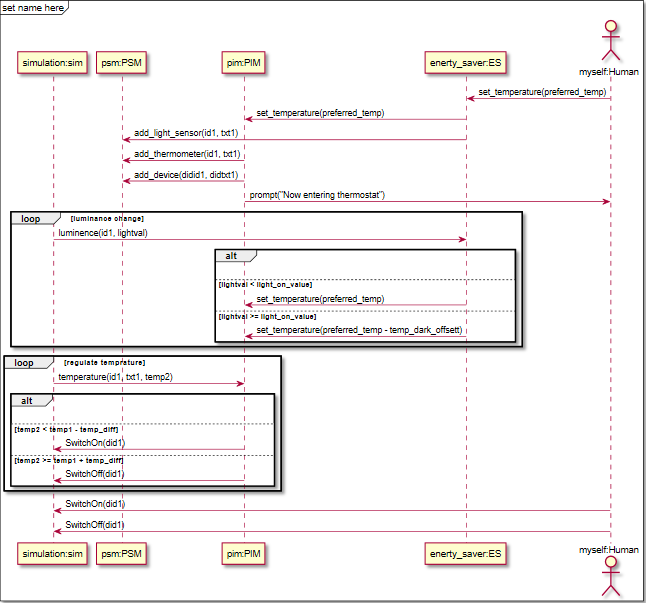 set name here
simulation:sim psm:PSM pim:PIM enerty_saver:ES myself:Human
set_temperature(preferred_temp)
set_temperature(preferred_temp)
add_light_sensor(id1, txt1)
add_thermometer(id1, txt1)
add_device(didid1, didtxt1)
prompt("Now entering thermostat")
loop [luminance change]
luminence(id1, lightval)
alt
[lightval < light_on_value]
set_temperature(preferred_temp)
[lightval >= light_on_value]
set_temperature(preferred_temp - temp_dark_offsett)
loop [regulate temprature]
temperature(id1, txt1, temp2)
alt
[temp2 < temp1 - temp_diff]
SwitchOn(did1)
[temp2 >= temp1 + temp_diff]
SwitchOff(did1)
SwitchOn(did1)
SwitchOff(did1)
simulation:sim psm:PSM pim:PIM enerty_saver:ES myself:Human